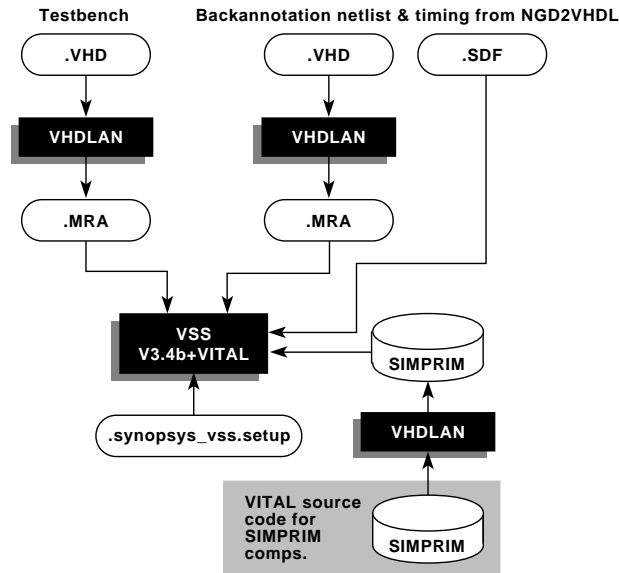 Testbench
Backannotation netlist & timing from NGD2VHDL
.VHD
.VHD
.SDF
VHDLAN
VHDLAN
.MRA
.MRA
VSS
V3.4b+VITAL
SIMPRIM
.synopsys_vss.setup
VHDLAN
VITAL source
code for
SIMPRIM
comps.
SIMPRIM